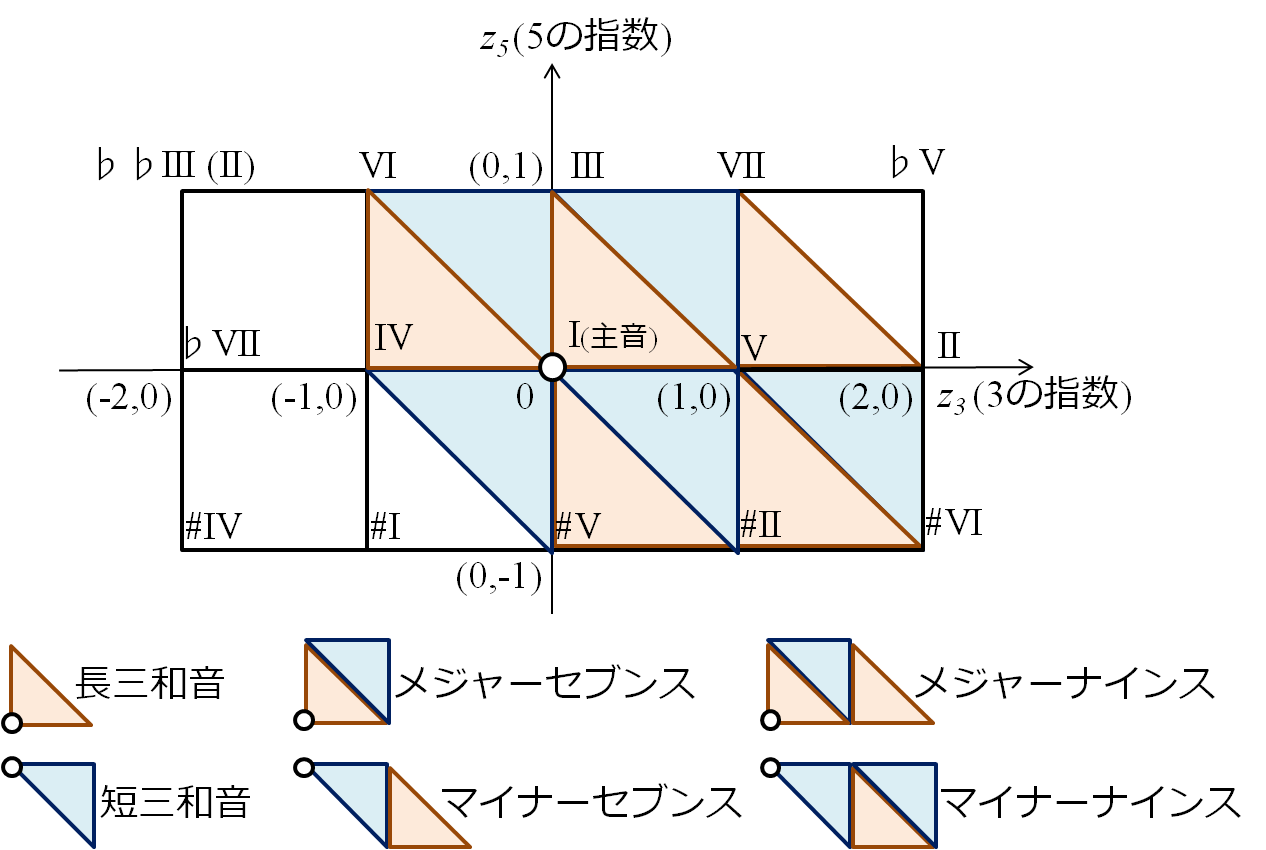 z5(5の指数)
♭♭Ⅲ(Ⅱ) Ⅵ (0,1) Ⅲ Ⅶ ♭Ⅴ
♭Ⅶ Ⅳ Ⅰ(主音) Ⅴ Ⅱ
(-2,0) (-1,0) 0 (1,0) (2,0) z3(3の指数)
#Ⅳ #Ⅰ #Ⅴ #Ⅱ #Ⅵ
(0,-1)
長三和音 メジャーセブンス メジャーナインス
短三和音 マイナーセブンス マイナーナインス